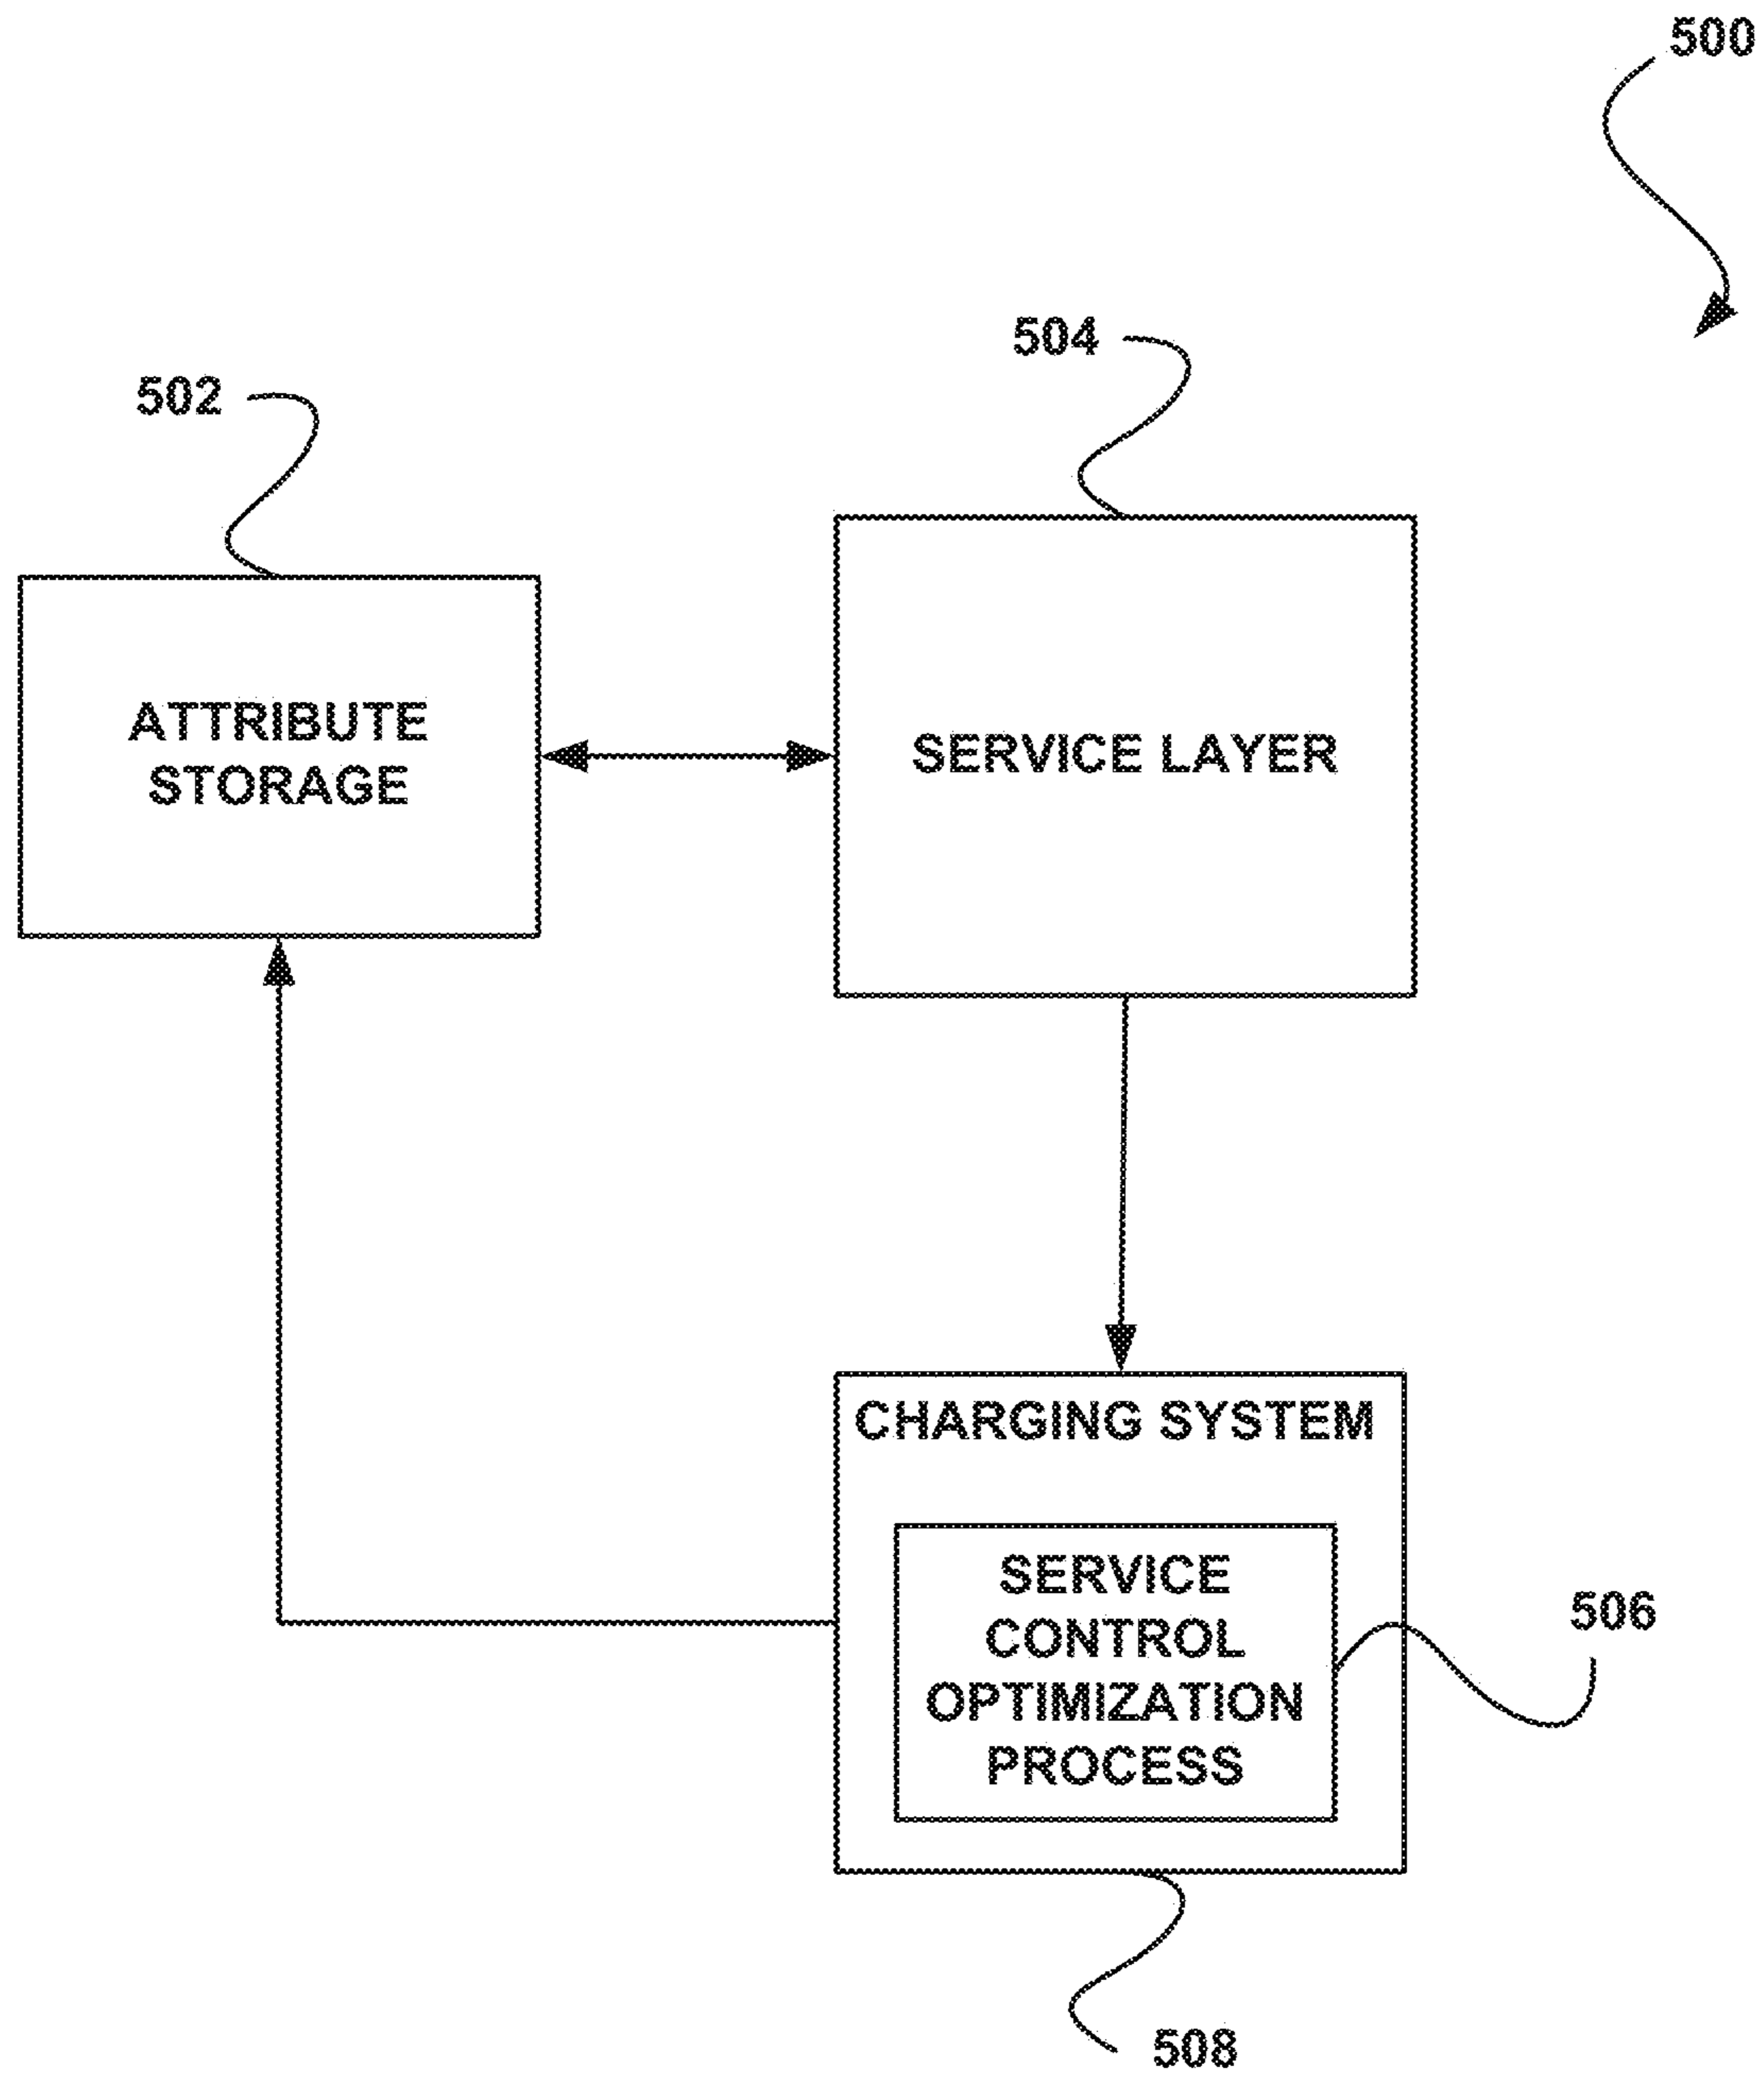 500
504
502
ATTRIBUTE
STORAGE
SERVICE LAYER
CHARGING SYSTEM
SERVICE
CONTROL
OPTIMIZATION
PROCESS
506
508